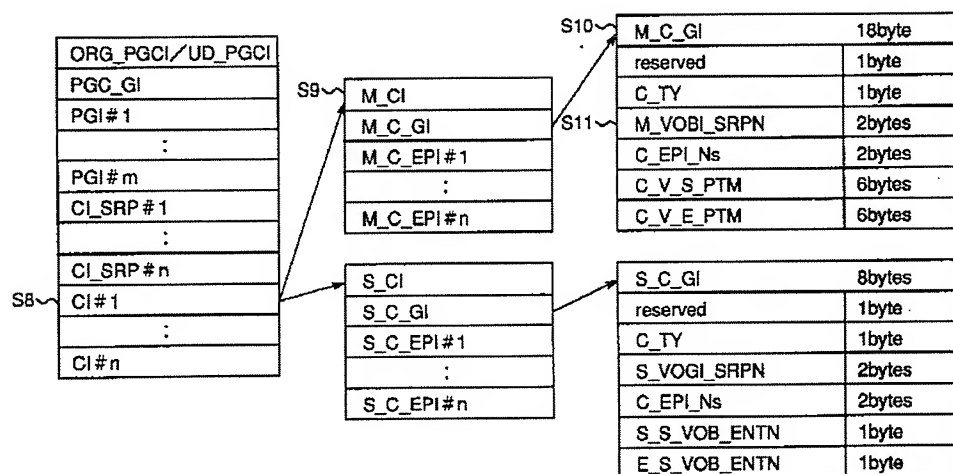 ORG_PGCI/UD_PGCI
PGC_GI
PGI#1
:
PGI#m
CI_SRP#1
:
CI_SRP#n
S8 CI#1
:
CI#n
S9 M_CI
M_C_GI
M_C_EPI#1
:
M_C_EPI#n
S_CI
S_C_GI
S_C_EPI#1
:
S_C_EPI#n
S10 M_C_GI 18byte
reserved 1byte
C_TY 1byte
S11 M_VOBI_SRPN 2bytes
C_EPI_Ns 2bytes
C_V_S_PTM 6bytes
C_V_E_PTM 6bytes
S_C_GI 8bytes
reserved 1byte
C_TY 1byte
S_VOGI_SRPN 2bytes
C_EPI_Ns 2bytes
S_S_VOB_ENTN 1byte
E_S_VOB_ENTN 1byte